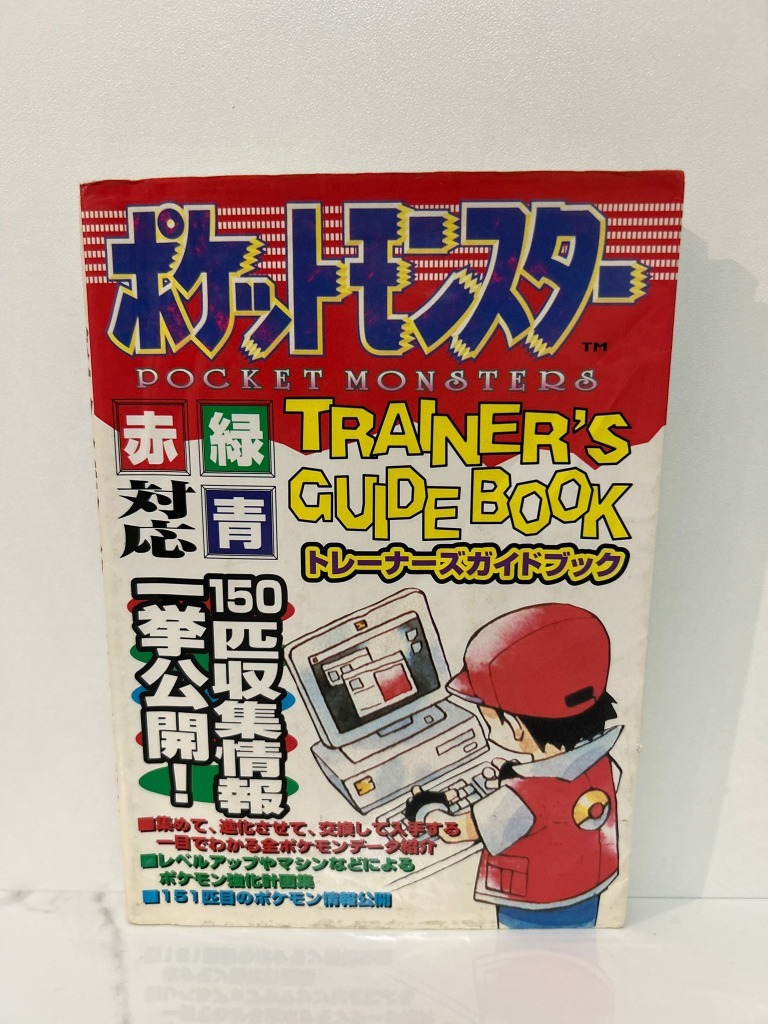 ポケットモンスター
TM
POCKET MONSTERS
赤 緑
対応 青
TRAINER'S
GUIDE BOOK
トレーナーズガイドブック
150匹収集情報
一挙公開!
■集めて、進化させて、交換して入手する
一目でわかる全ポケモンデータ紹介
■レベルアップやマシンなどによる
ポケモン強化計画集
■151匹目のポケモン情報公開